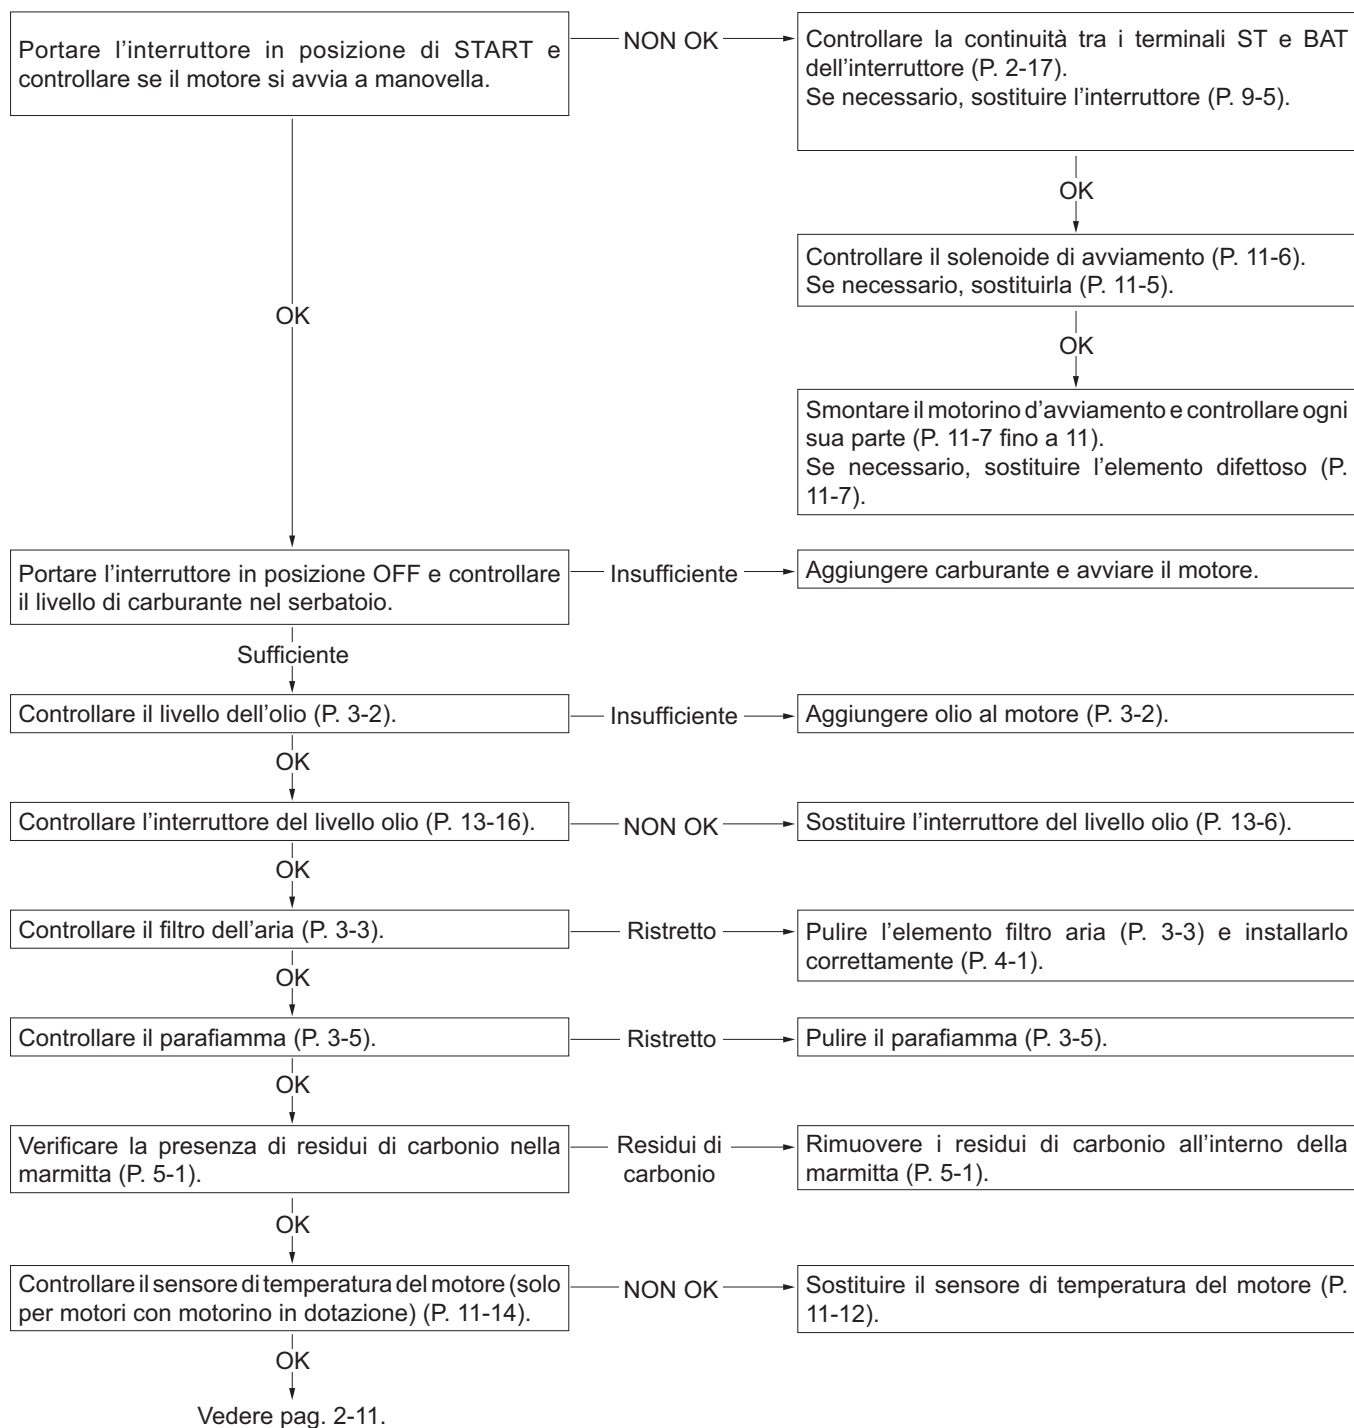 Portare l'interruttore in posizione di START e
controllare se il motore si avvia a manovella.
NON OK
Controllare la continuità tra i terminali ST e BAT
dell'interruttore (P. 2-17).
Se necessario, sostituire l'interruttore (P. 9-5).
OK
Controllare il solenoide di avviamento (P. 11-6).
Se necessario, sostituirla (P. 11-5).
OK
OK
Smontare il motorino d'avviamento e controllare ogni
sua parte (P. 11-7 fino a 11).
Se necessario, sostituire l'elemento difettoso (P.
11-7).
Portare l'interruttore in posizione OFF e controllare
il livello di carburante nel serbatoio.
Insufficiente
Aggiungere carburante e avviare il motore.
Sufficiente
Controllare il livello dell'olio (P. 3-2).
Insufficiente
Aggiungere olio al motore (P. 3-2).
OK
Controllare l'interruttore del livello olio (P. 13-16).
NON OK
Sostituire l'interruttore del livello olio (P. 13-6).
OK
Controllare il filtro dell'aria (P. 3-3).
Ristretto
Pulire l'elemento filtro aria (P. 3-3) e installarlo
correttamente (P. 4-1).
OK
Controllare il parafiamma (P. 3-5).
Ristretto
Pulire il parafiamma (P. 3-5).
OK
Verificare la presenza di residui di carbonio nella
marmitta (P. 5-1).
Residui di
carbonio
Rimuovere i residui di carbonio all'interno della
marmitta (P. 5-1).
OK
Controllare il sensore di temperatura del motore (solo
per motori con motorino in dotazione) (P. 11-14).
NON OK
Sostituire il sensore di temperatura del motore (P.
11-12).
OK
Vedere pag. 2-11.